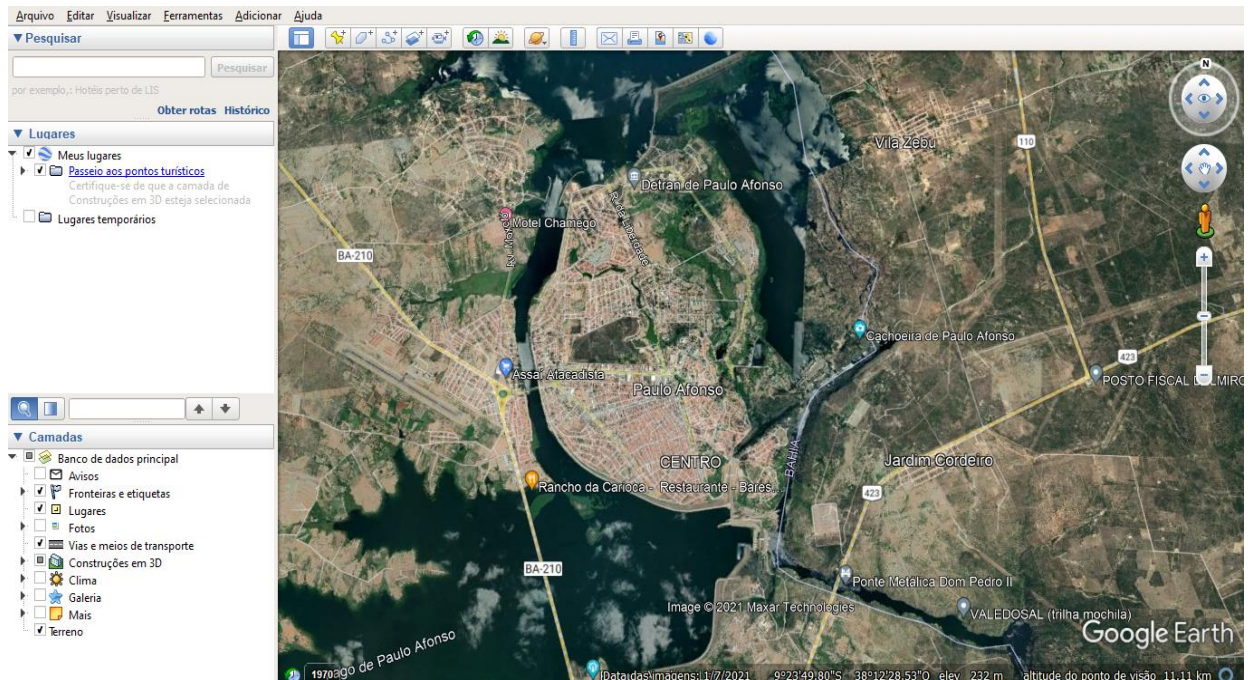 Arquivo Editar Visualizar Ferramentas Adicionar Ajuda
Pesquisar
Pesquisar
por exemplo,: Hotéis perto de LIS
Obter rotas Histórico
Lugares
Meus lugares
Passeio aos pontos turísticos
Certifique-se de que a camada de
Construções em 3D esteja selecionada
Lugares temporários
Camadas
Banco de dados principal
Avisos
Fronteiras e etiquetas
Lugares
Fotos
Vias e meios de transporte
Construções em 3D
Clima
Galeria
Mais
Terreno
N
Vila Zebu
110
Detran de Paulo Afonso
Motel Chamego
BA-210
Cachoeira de Paulo Afonso
423
Assaí Atacadista
POSTO FISCAL DELMIRO
Paulo Afonso
CENTRO
BAHIA
Jardim Cordeiro
Rancho da Carioca - Restaurante - Bares...
423
BA-210
Ponte Metálica Dom Pedro II
Image © 2021 Maxar Technologies
VALEDOSAL (trilha mochila)
Google Earth
ago de Paulo Afonso
1970
Data das imagens: 1/7/2021 9°23'49.80"S 38°12'28.53"O elev 232 m altitude do ponto de visão 11.11 km